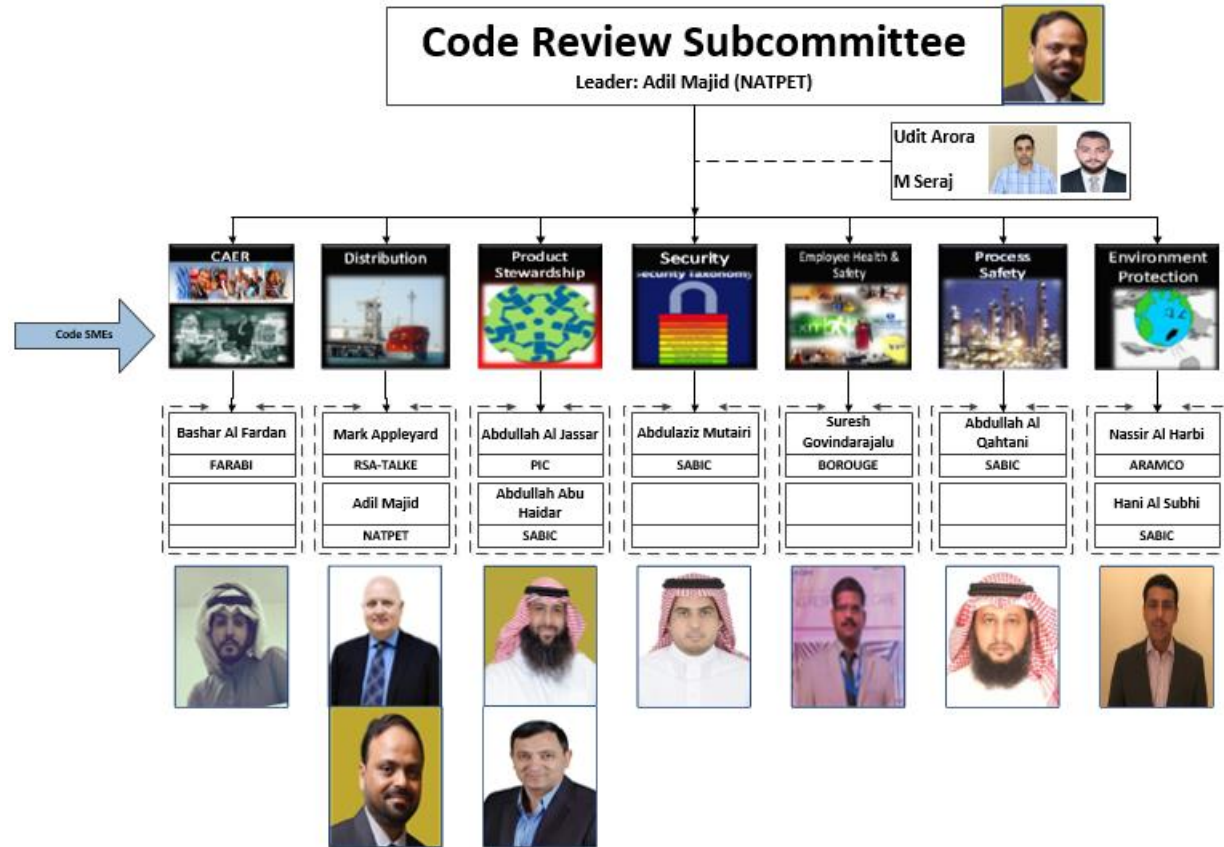 Code Review Subcommittee
Leader: Adil Majid (NATPET)
Udit Arora
M Seraj
Code SMEs
CAER
Distribution
Product
Stewardship
Security
Security Taxonomy
Employee Health &
Safety
Process
Safety
Environment
Protection
Bashar Al Fardan
FARABI
Mark Appleyard
RSA-TALKE
Adil Majid
NATPET
Abdullah Al Jassar
PIC
Abdullah Abu
Haidar
SABIC
Abdulaziz Mutairi
SABIC
Suresh
Govindarajalu
BOROUGE
Abdullah Al
Qahtani
SABIC
Nassir Al Harbi
ARAMCO
Hani Al Subhi
SABIC